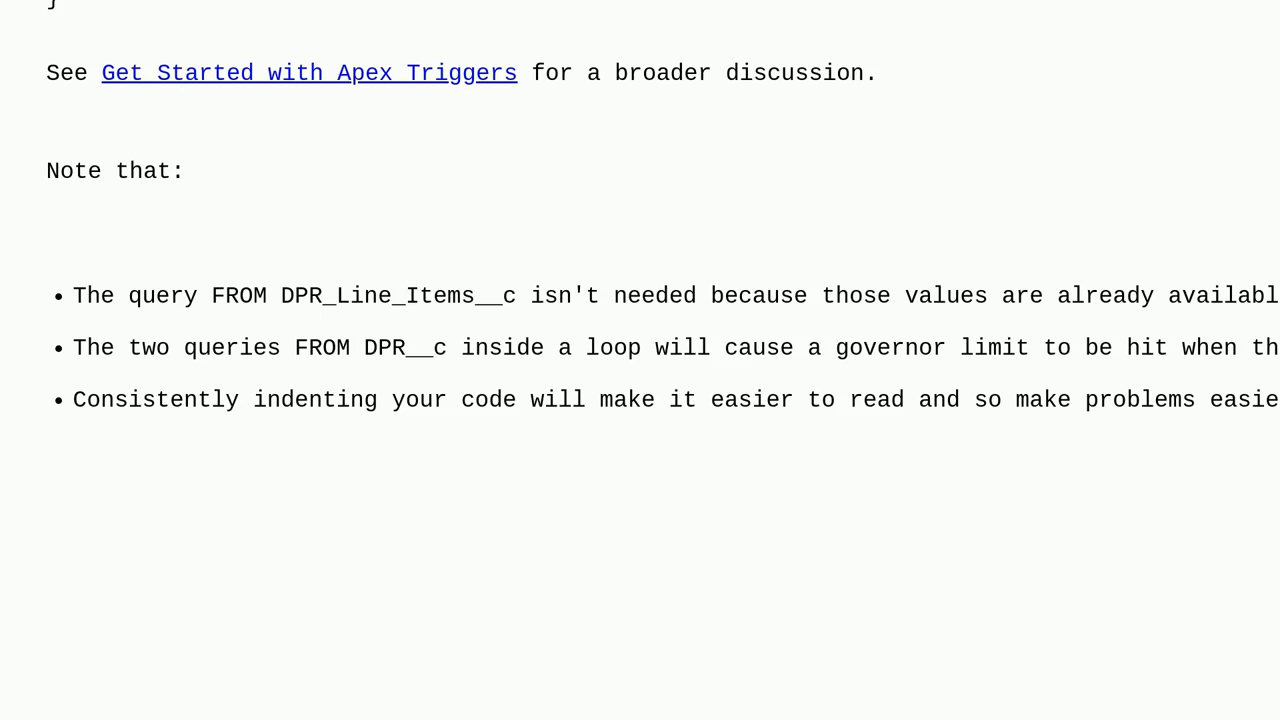 }
See Get Started with Apex Triggers for a broader discussion.
Note that:
• The query FROM DPR_Line_Items__c isn't needed because those values are already availabl
• The two queries FROM DPR__c inside a loop will cause a governor limit to be hit when th
• Consistently indenting your code will make it easier to read and so make problems easie